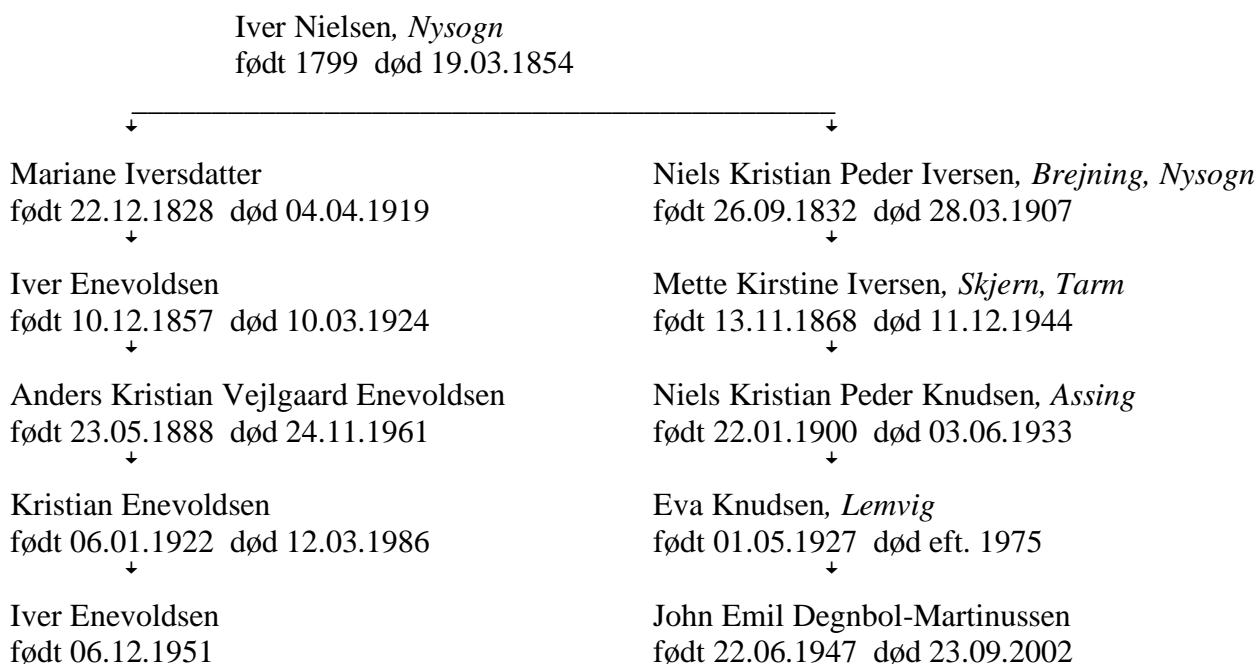 Iver Nielsen, Nysogn
født 1799 død 19.03.1854
Mariane Iversdatter
født 22.12.1828 død 04.04.1919
Niels Kristian Peder Iversen, Brejning, Nysogn
født 26.09.1832 død 28.03.1907
Iver Enevoldsen
født 10.12.1857 død 10.03.1924
Mette Kirstine Iversen, Skjern, Tarm
født 13.11.1868 død 11.12.1944
Anders Kristian Vejlgaard Enevoldsen
født 23.05.1888 død 24.11.1961
Niels Kristian Peder Knudsen, Assing
født 22.01.1900 død 03.06.1933
Kristian Enevoldsen
født 06.01.1922 død 12.03.1986
Eva Knudsen, Lemvig
født 01.05.1927 død eft. 1975
Iver Enevoldsen
født 06.12.1951
John Emil Degnbol-Martinussen
født 22.06.1947 død 23.09.2002